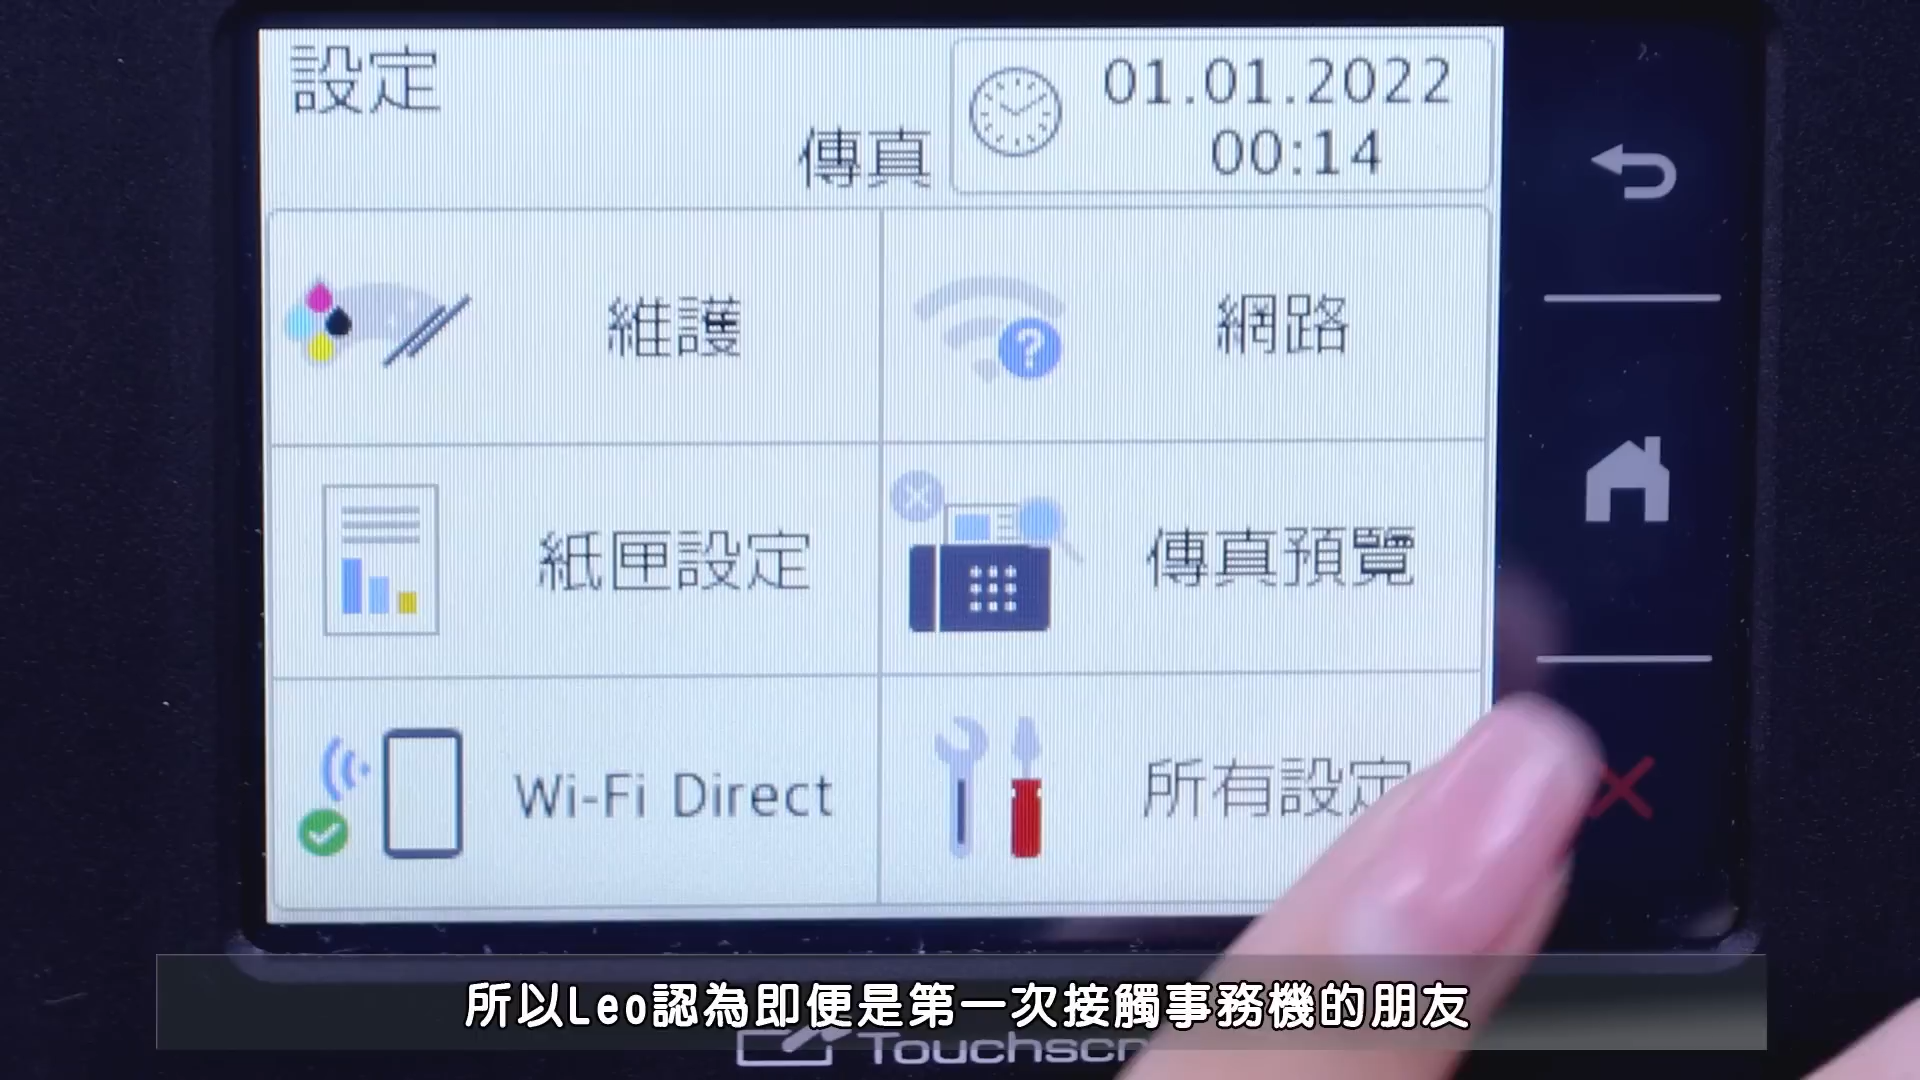 設定
傳真
01.01.2022
00:14
維護
網路
紙匣設定
傳真預覽
Wi-Fi Direct
所有設定
所以Leo認為即便是第一次接觸事務機的朋友